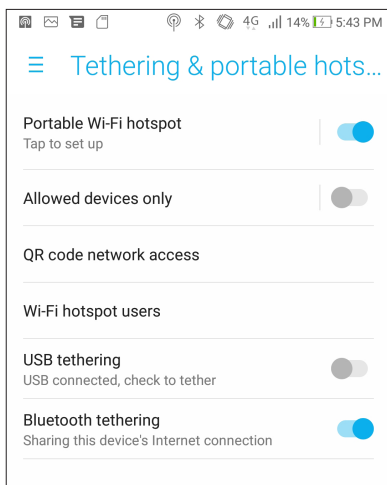 4G 14% 5:43 PM
Tethering & portable hots...
Portable Wi-Fi hotspot
Tap to set up
Allowed devices only
QR code network access
Wi-Fi hotspot users
USB tethering
USB connected, check to tether
Bluetooth tethering
Sharing this device's Internet connection